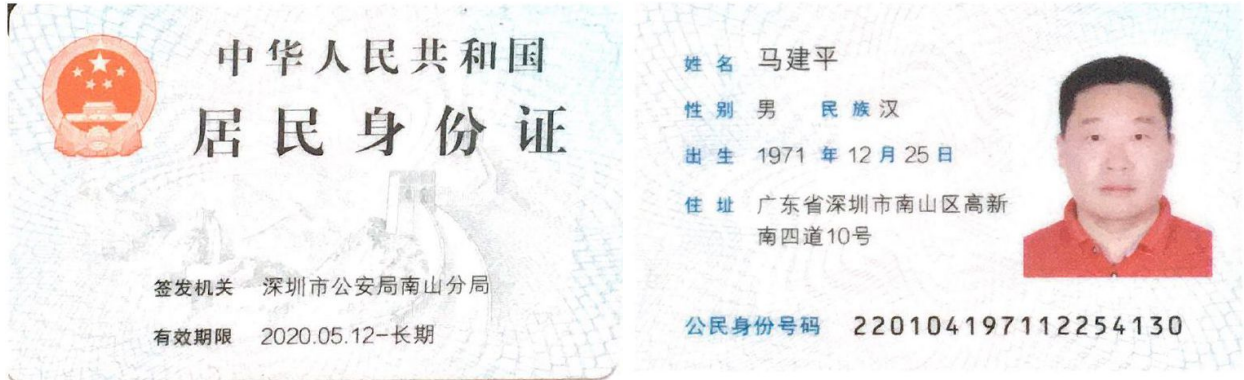 中华人民共和国
居民身份证
签发机关 深圳市公安局南山分局
有效期限 2020.05.12-长期
姓名 马建平
性别 男 民族 汉
出生 1971 年 12 月 25 日
住址 广东省深圳市南山区高新
南四道10号
公民身份号码 220104197112254130